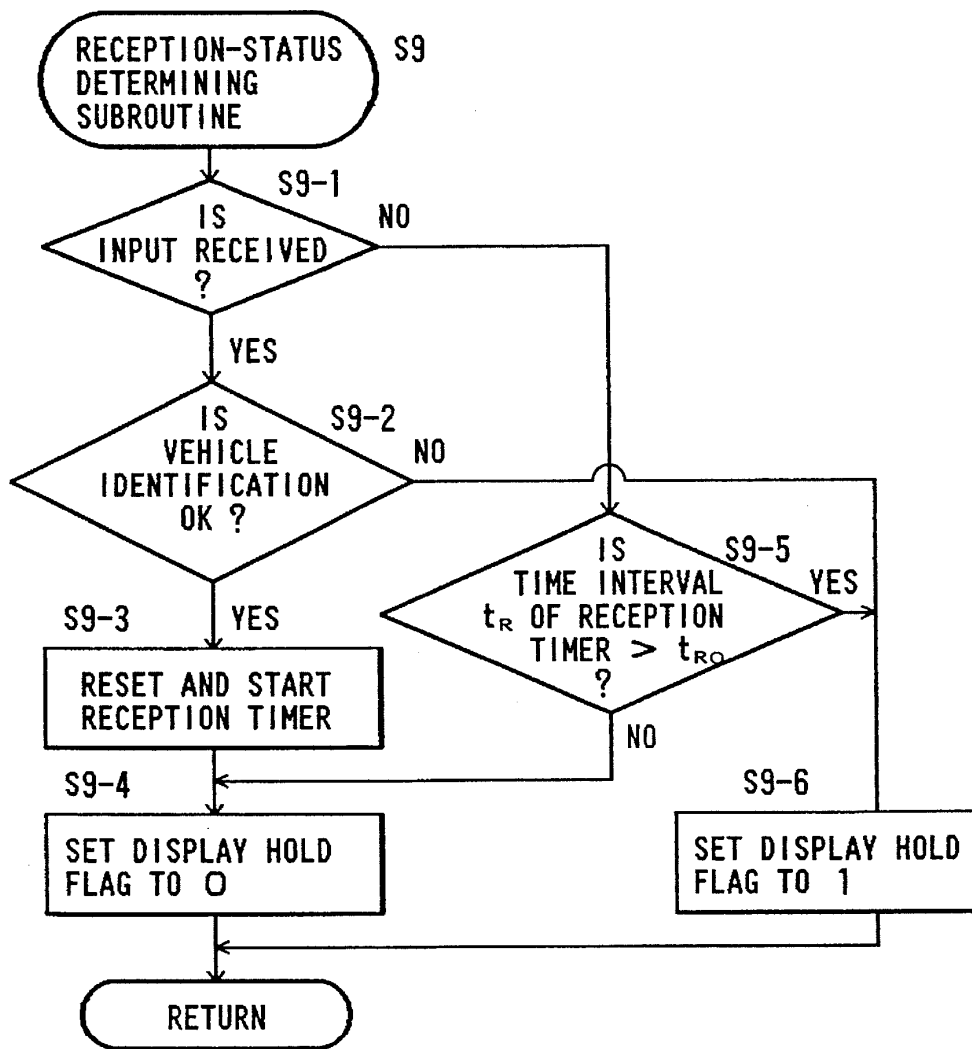 RECEPTION-STATUS
DETERMINING
SUBROUTINE
S9
S9-1
IS
INPUT RECEIVED
?
NO
YES
S9-2
IS
VEHICLE
IDENTIFICATION
OK ?
NO
YES
S9-5
IS
TIME INTERVAL
tR OF RECEPTION
TIMER > tRO
?
YES
NO
S9-3
RESET AND START
RECEPTION TIMER
S9-4
SET DISPLAY HOLD
FLAG TO 0
S9-6
SET DISPLAY HOLD
FLAG TO 1
RETURN